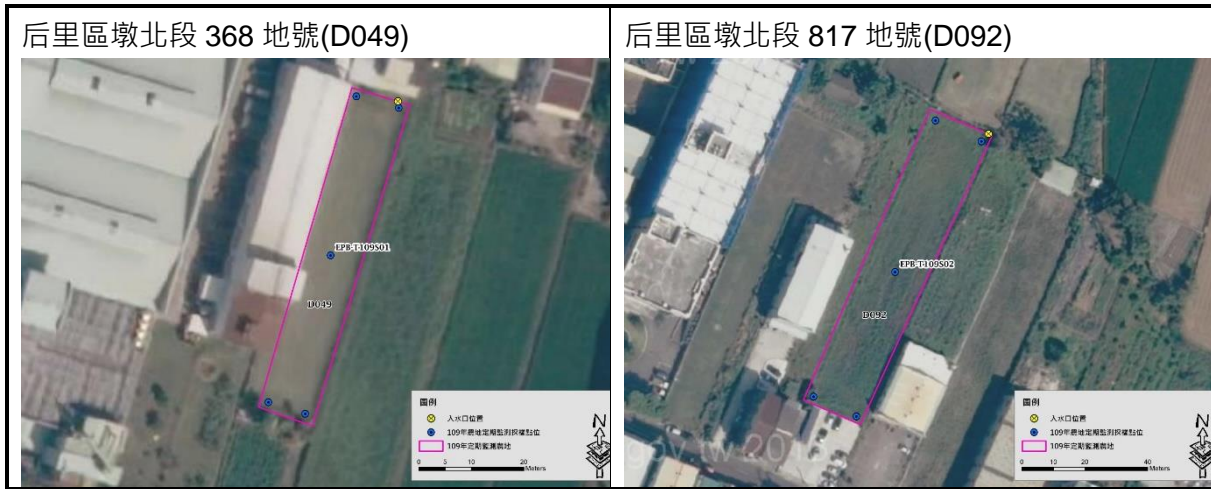 后里區墩北段 368 地號(D049)
EPB-T-109S01
D049
圖例
入水口位置
109年農地定期監測採樣點位
109年定期監測農地
N
0 5 10 20
Meters
后里區墩北段 817 地號(D092)
EPB-T-109S02
D092
gov.tw 20
圖例
入水口位置
109年農地定期監測採樣點位
109年定期監測農地
N
0 10 20 40
Meters